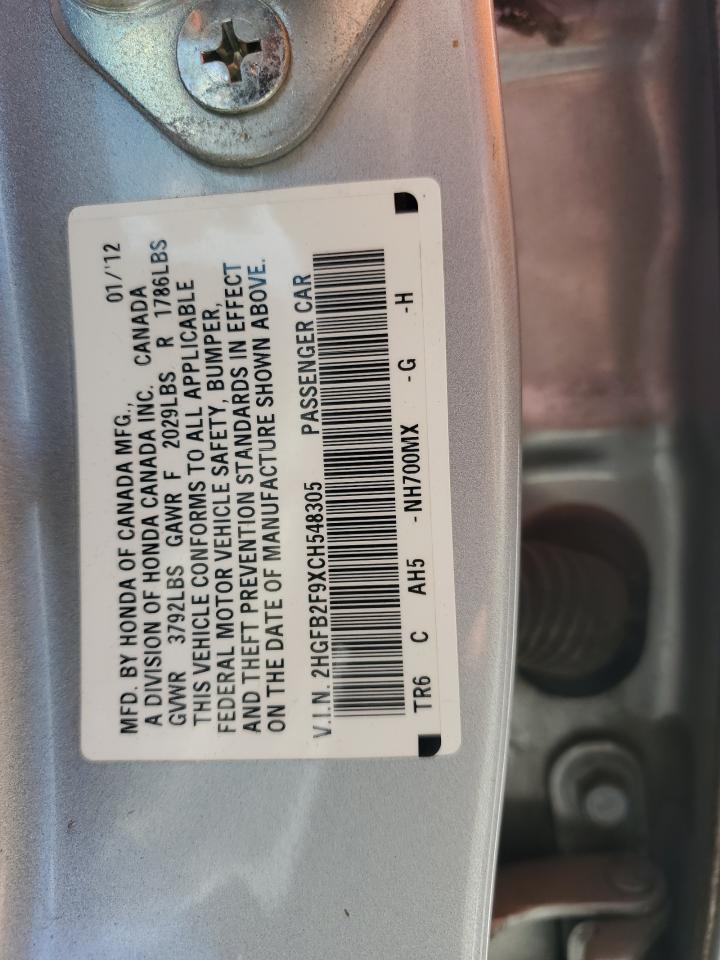 MFD. BY HONDA OF CANADA MFG., 01/'12
A DIVISION OF HONDA CANADA INC. CANADA
GVWR 3792LBS GAWR F 2029LBS R 1786LBS
THIS VEHICLE CONFORMS TO ALL APPLICABLE
FEDERAL MOTOR VEHICLE SAFETY, BUMPER,
AND THEFT PREVENTION STANDARDS IN EFFECT
ON THE DATE OF MANUFACTURE SHOWN ABOVE.
V.I.N. 2HGFB2F9XCH548305 PASSENGER CAR
TR6 C AH5 -NH700MX -G -H